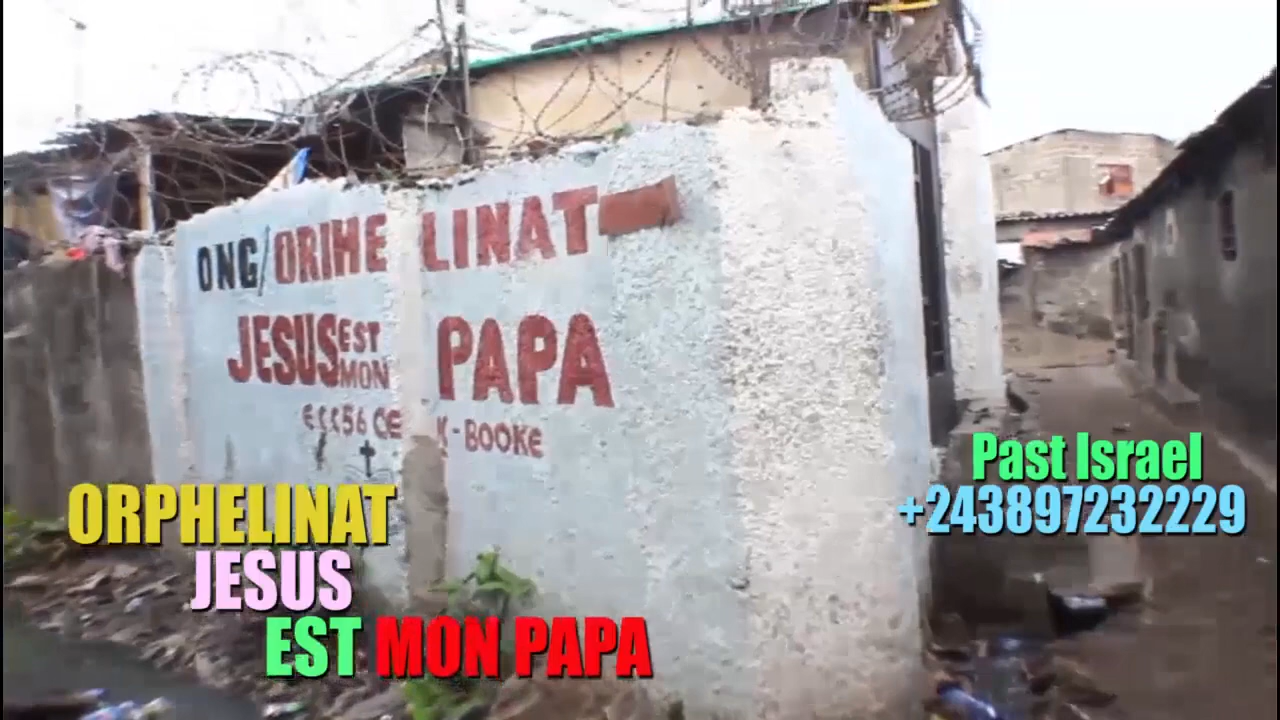 ONG/ORIHE LINAT
JESUS EST MON PAPA
K-BOOKE
ORPHELINAT
JESUS
EST MON PAPA
Past Israel
+243897232229